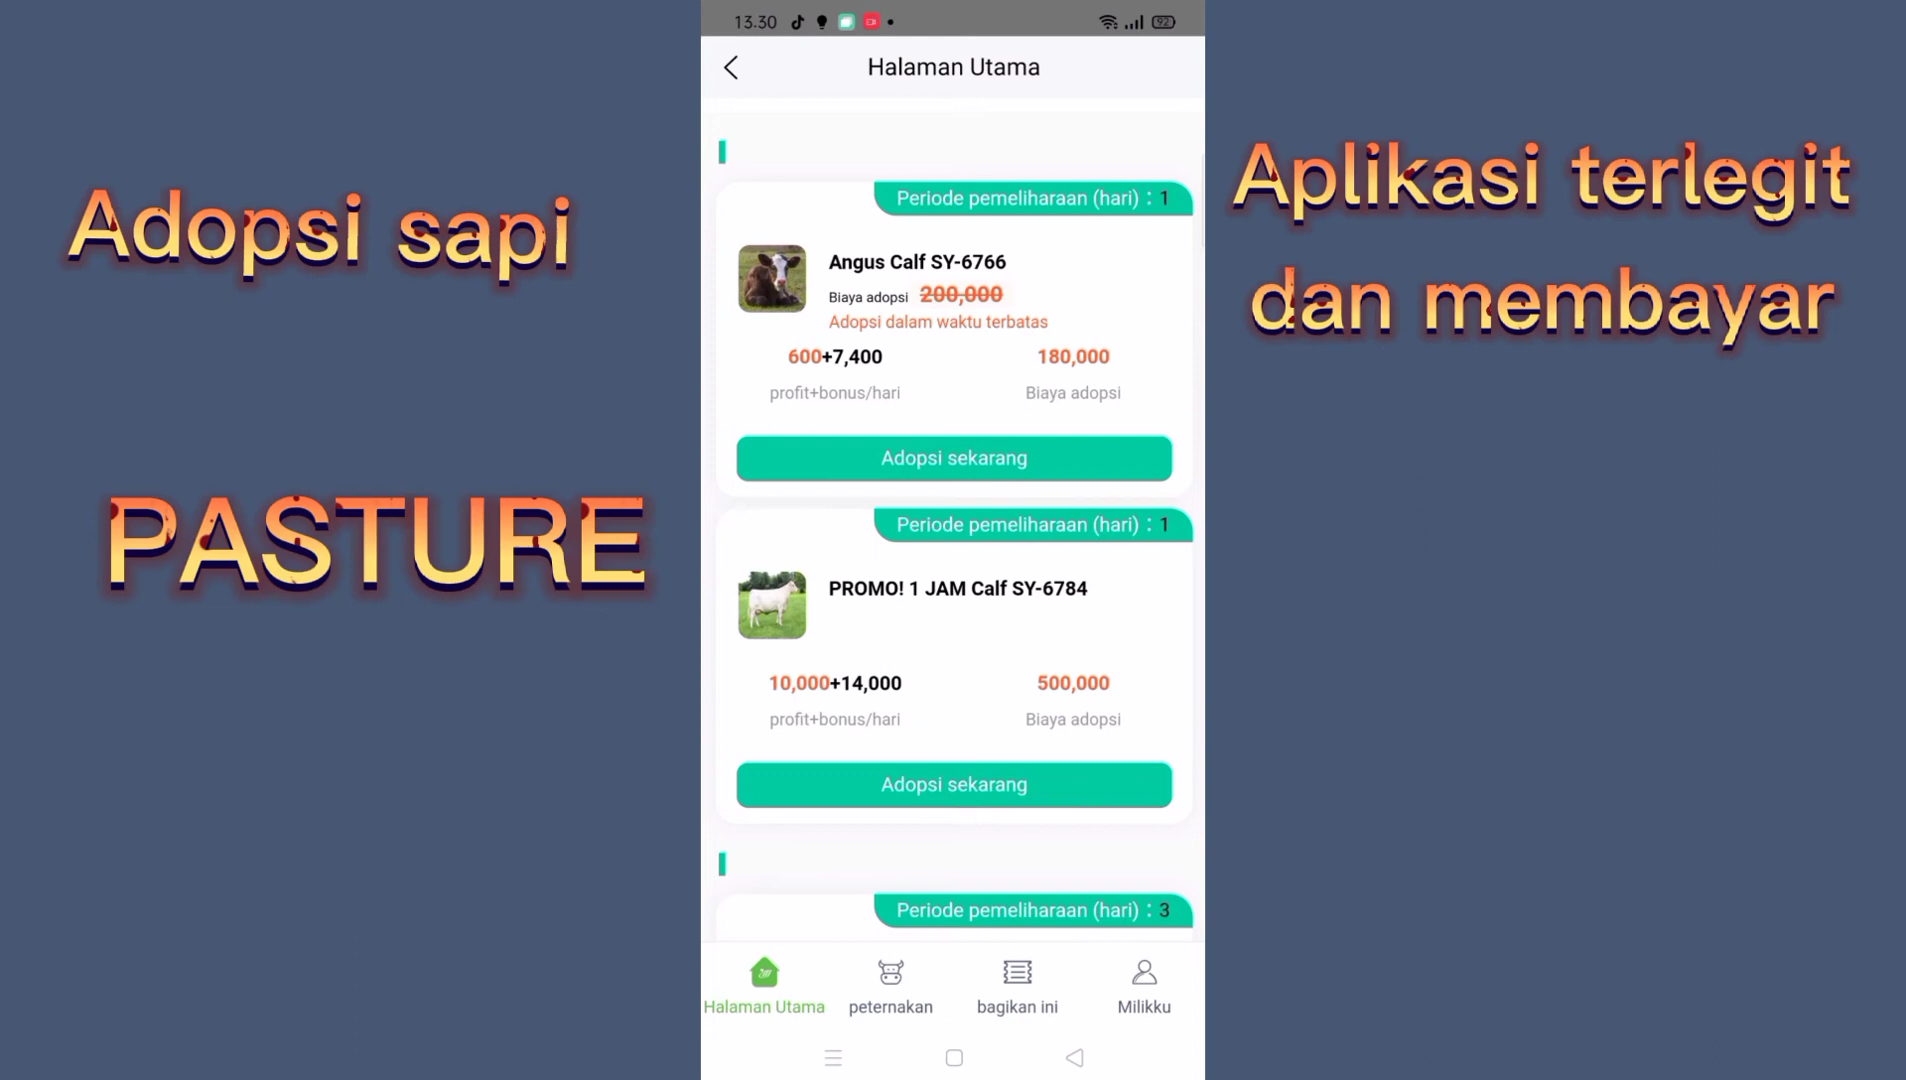 13.30
92
Halaman Utama
Adopsi sapi
PASTURE
Aplikasi terlegit
dan membayar
Periode pemeliharaan (hari) : 1
Angus Calf SY-6766
Biaya adopsi 200,000
Adopsi dalam waktu terbatas
600+7,400 180,000
profit+bonus/hari Biaya adopsi
Adopsi sekarang
Periode pemeliharaan (hari) : 1
PROMO! 1 JAM Calf SY-6784
10,000+14,000 500,000
profit+bonus/hari Biaya adopsi
Adopsi sekarang
Periode pemeliharaan (hari) : 3
Halaman Utama peternakan bagikan ini Milikku